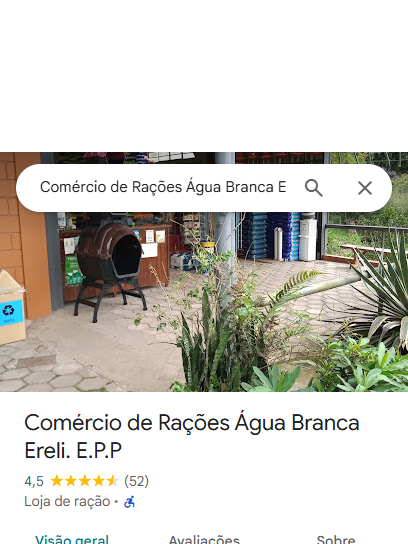 Comércio de Rações Água Branca E
Comércio de Rações Água Branca
Ereli. E.P.P
4,5 (52)
Loja de ração ·
Visão geral Avaliações Sobre